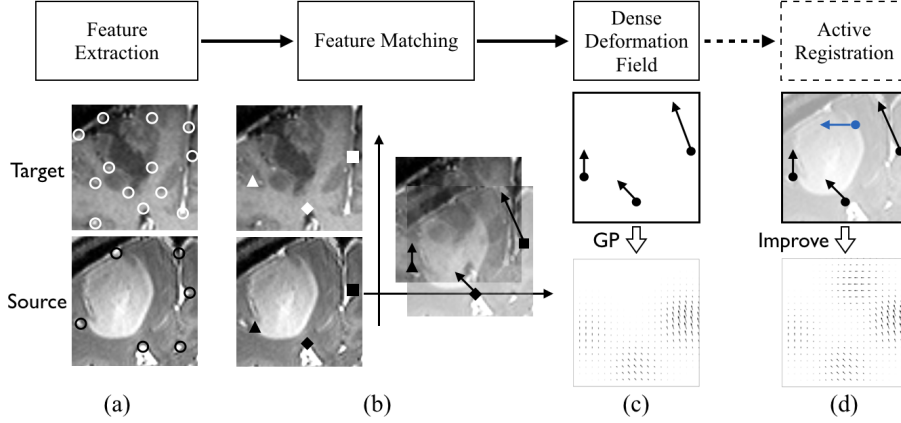 Feature
Extraction
Feature Matching
Dense
Deformation
Field
Active
Registration
Target
Source
GP
Improve
(a)
(b)
(c)
(d)